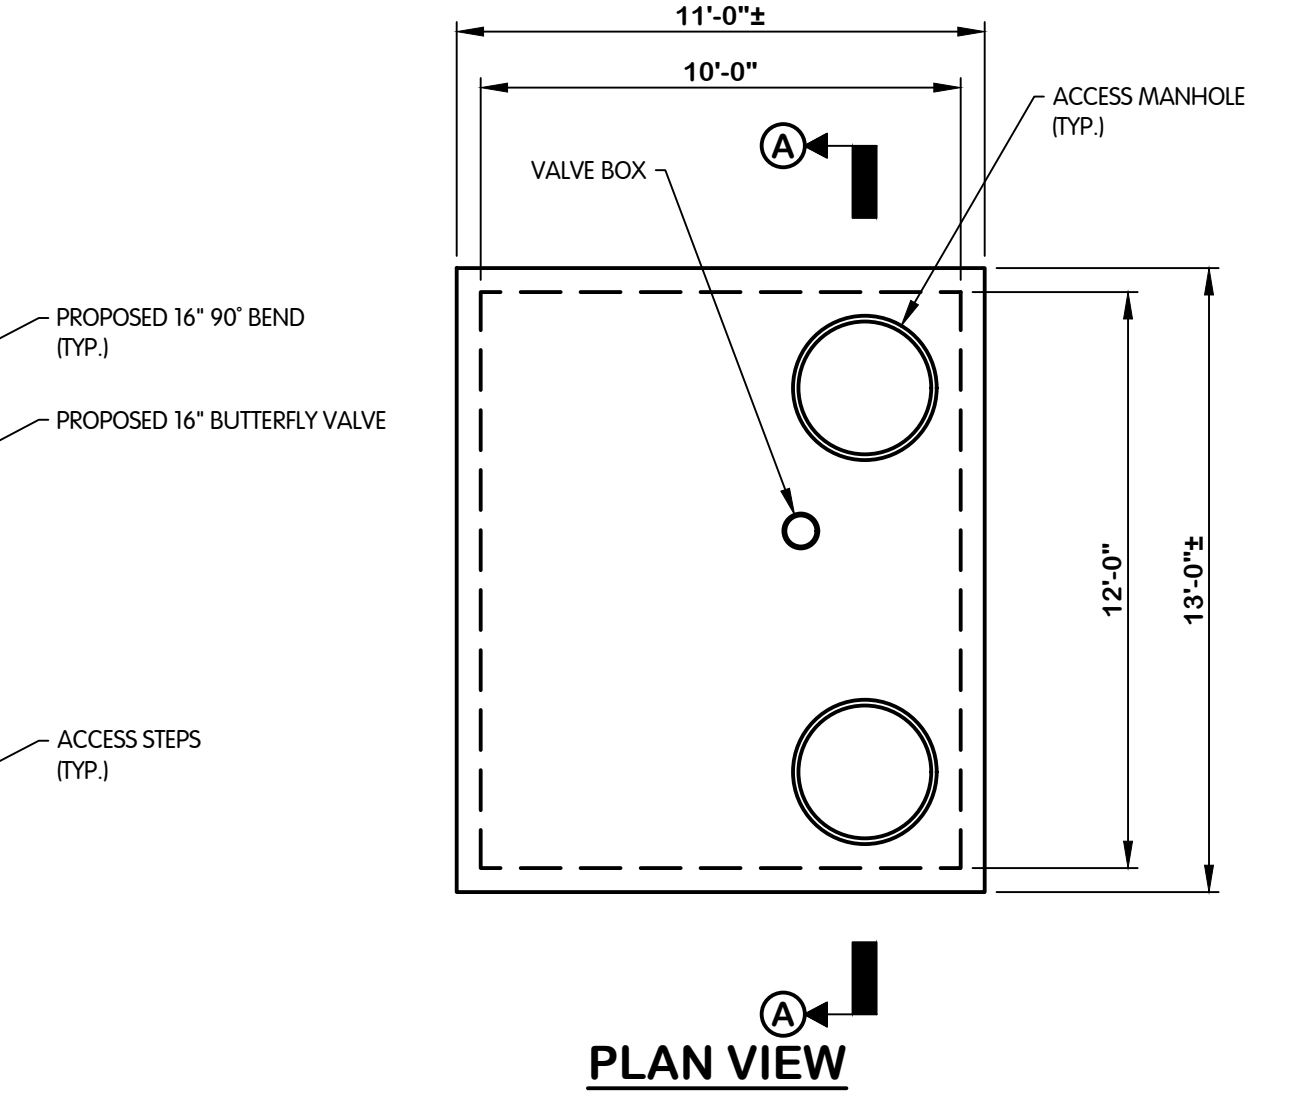 11'-0"±
10'-0"
ACCESS MANHOLE
(TYP.)
A
VALVE BOX
PROPOSED 16" 90° BEND
(TYP.)
PROPOSED 16" BUTTERFLY VALVE
12'-0"
13'-0"±
ACCESS STEPS
(TYP.)
A
PLAN VIEW